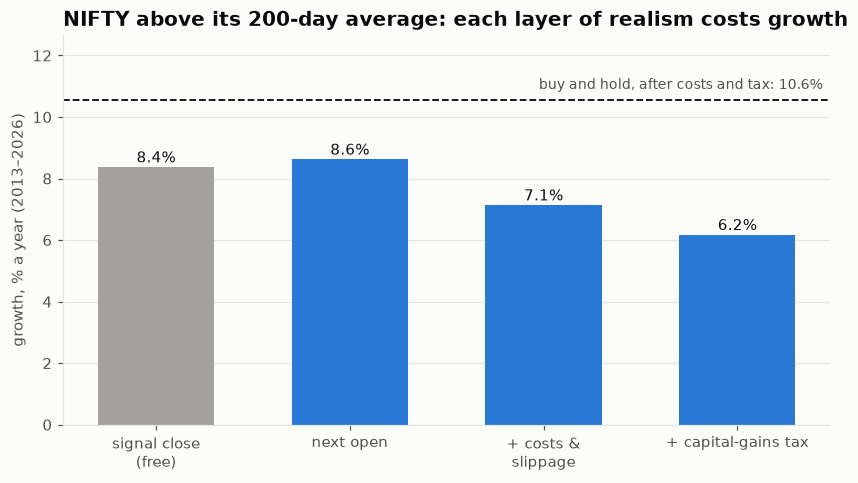 NIFTY above its 200-day average: each layer of realism costs growth
growth, % a year (2013–2026)
12
10
8
6
4
2
0
buy and hold, after costs and tax: 10.6%
8.4%
8.6%
7.1%
6.2%
signal close
(free)
next open
+ costs &
slippage
+ capital-gains tax